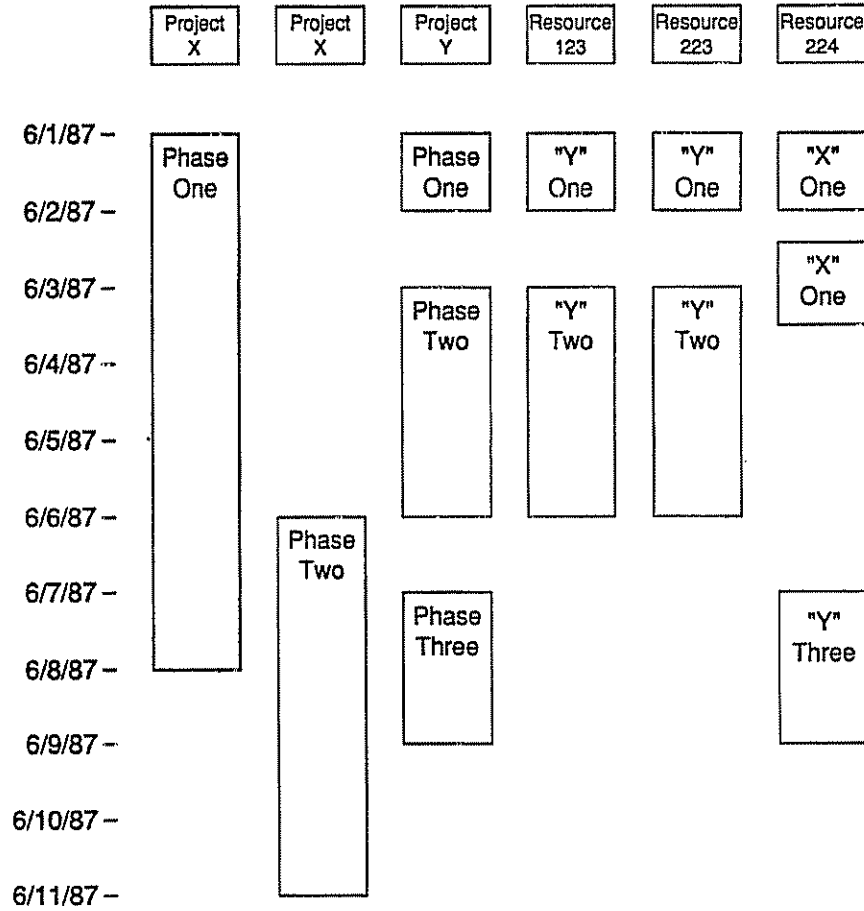 Project
X
Project
X
Project
Y
Resource
123
Resource
223
Resource
224
6/1/87 –
6/2/87 –
6/3/87 –
6/4/87 –
6/5/87 –
6/6/87 –
6/7/87 –
6/8/87 –
6/9/87 –
6/10/87 –
6/11/87 –
Phase
One
Phase
Two
Phase
One
Phase
Two
Phase
Three
"Y"
One
"Y"
Two
"Y"
One
"Y"
Two
"X"
One
"X"
One
"Y"
Three